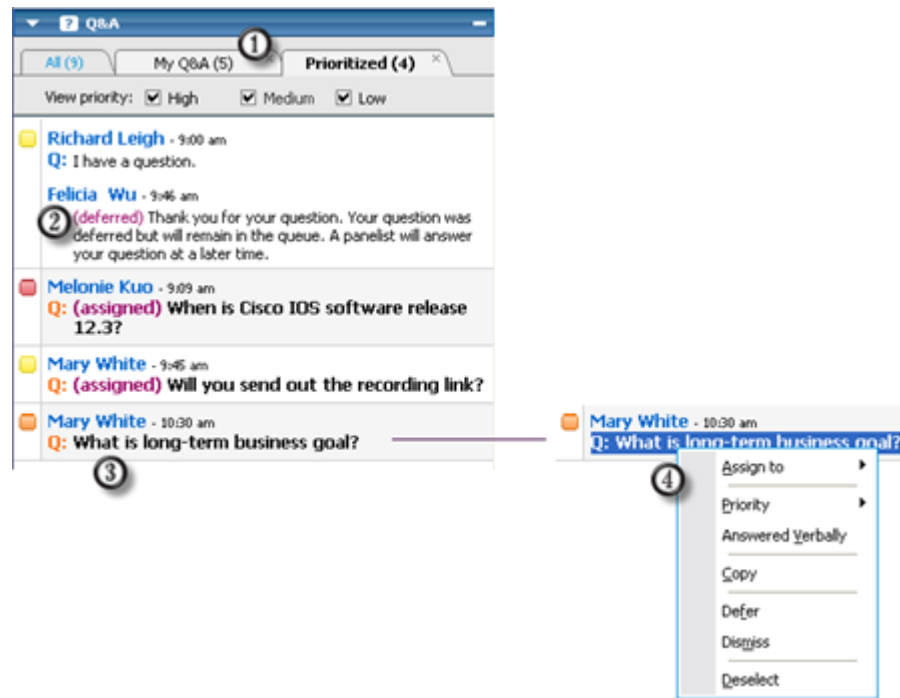 Q&A
All (9) My Q&A (5) Prioritized (4)
1
View priority: High Medium Low
Richard Leigh - 9:00 am
Q: I have a question.
Felicia Wu - 9:46 am
2
(deferred) Thank you for your question. Your question was
deferred but will remain in the queue. A panelist will answer
your question at a later time.
Melonie Kuo - 9:09 am
Q: (assigned) When is Cisco IOS software release
12.3?
Mary White - 9:45 am
Q: (assigned) Will you send out the recording link?
Mary White - 10:30 am
Q: What is long-term business goal?
3
Mary White - 10:30 am
Q: What is long-term business goal?
4
Assign to
Priority
Answered Verbally
Copy
Defer
Dismiss
Deselect